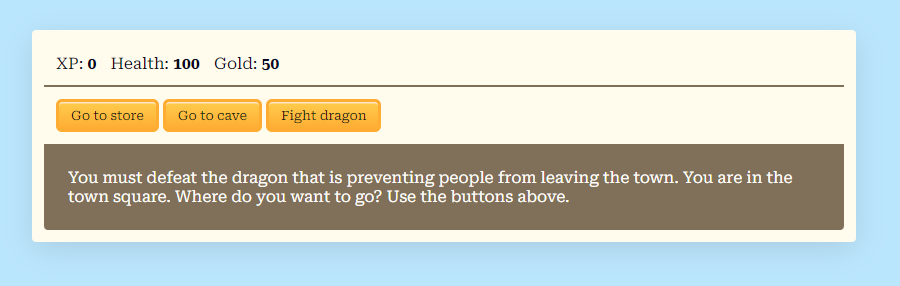 XP: 0 Health: 100 Gold: 50
Go to store Go to cave Fight dragon
You must defeat the dragon that is preventing people from leaving the town. You are in the
town square. Where do you want to go? Use the buttons above.